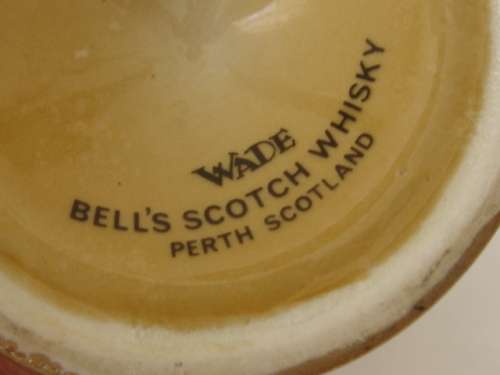 WADE
BELL'S SCOTCH WHISKY
PERTH SCOTLAND